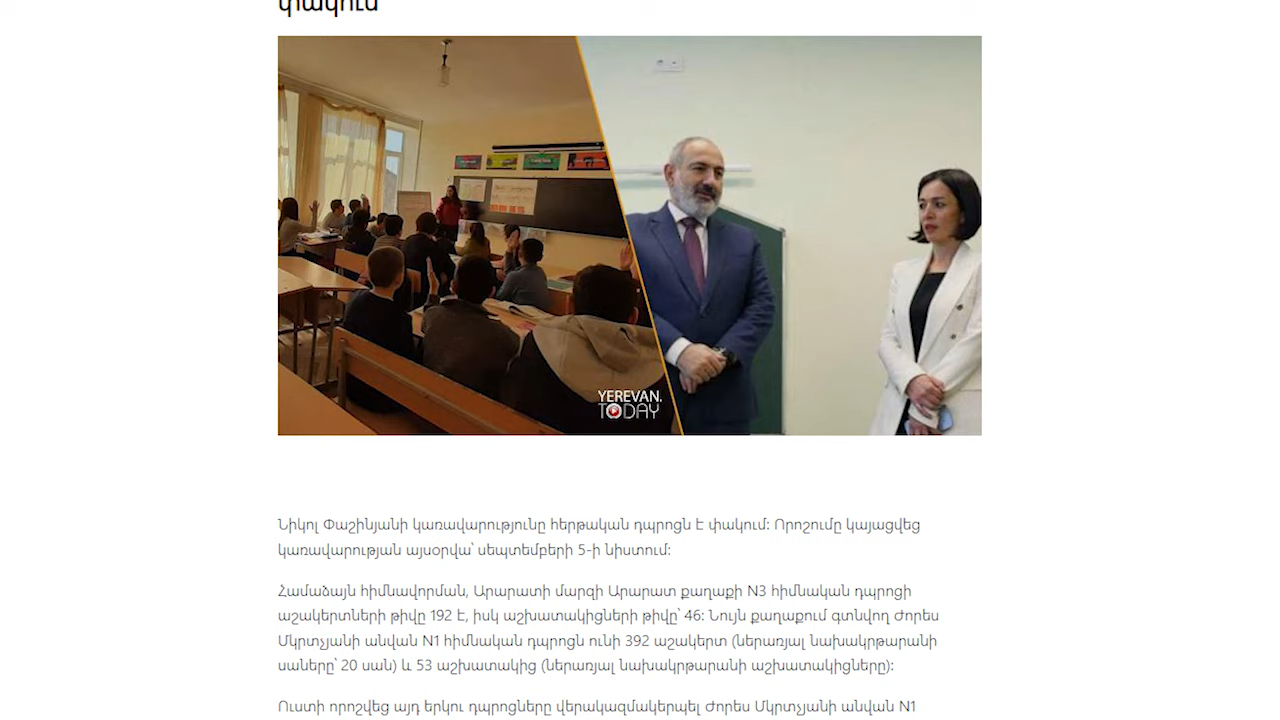 փակում
YEREVAN.
TODAY
Նիկոլ Փաշինյանի կառավարությունը հերթական դպրոցն է փակում: Որոշումը կայացվեց
կառավարության այսօրվա՝ սեպտեմբերի 5-ի նիստում:
Համաձայն հիմնավորման, Արարատի մարզի Արարատ քաղաքի N3 հիմնական դպրոցի
աշակերտների թիվը 192 է, իսկ աշխատակիցների թիվը՝ 46: Նույն քաղաքում գտնվող Ժորես
Մկրտչյանի անվան N1 հիմնական դպրոցն ունի 392 աշակերտ (ներառյալ նախակրթարանի
սաները՝ 20 սան) և 53 աշխատակից (ներառյալ նախակրթարանի աշխատակիցները):
Ուստի որոշվեց այդ երկու դպրոցները վերակազմակերպել Ժորես Մկրտչյանի անվան N1